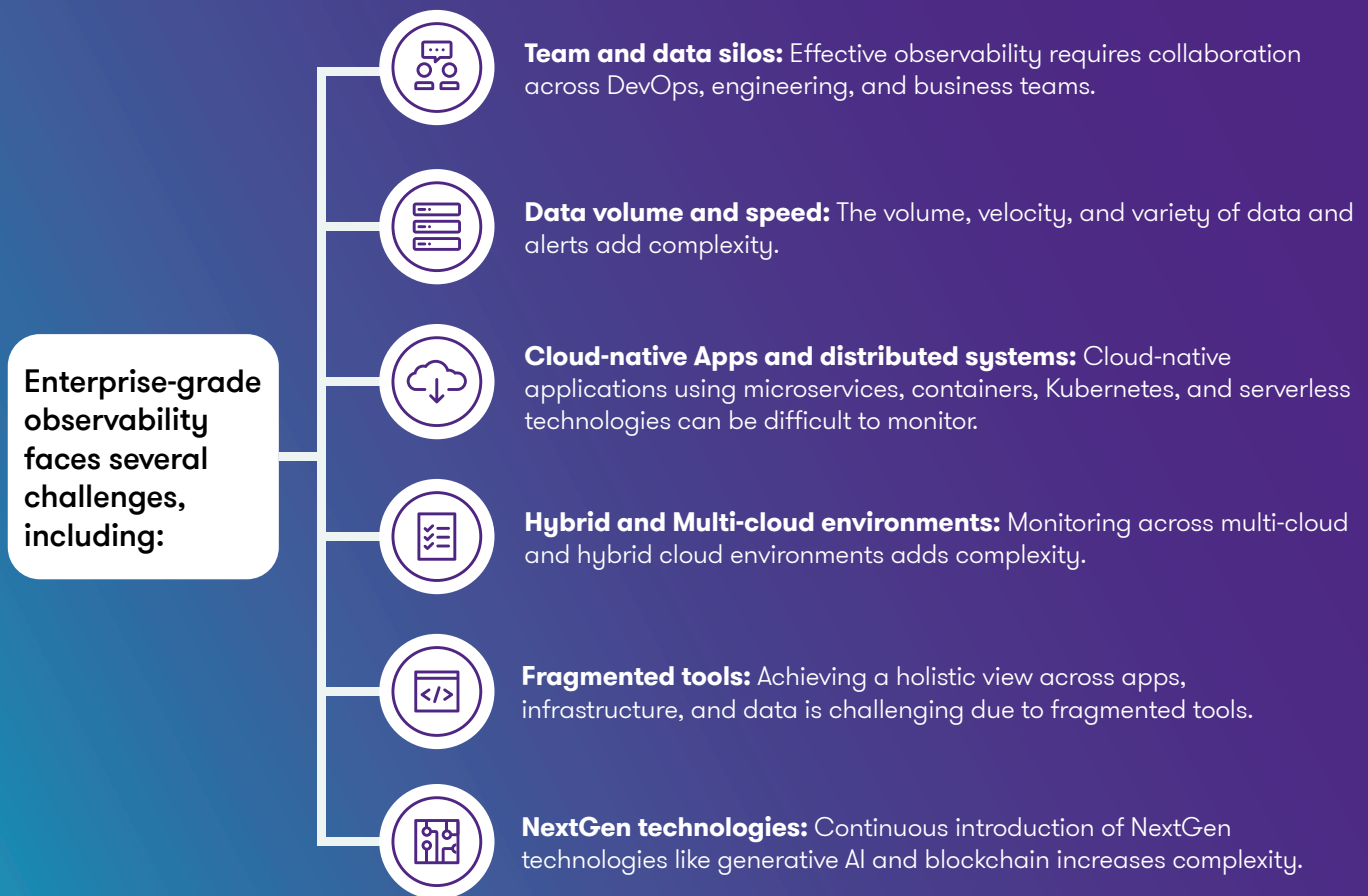 Enterprise-grade
observability
faces several
challenges,
including:
Team and data silos: Effective observability requires collaboration
across DevOps, engineering, and business teams.
Data volume and speed: The volume, velocity, and variety of data and
alerts add complexity.
Cloud-native Apps and distributed systems: Cloud-native
applications using microservices, containers, Kubernetes, and serverless
technologies can be difficult to monitor.
Hybrid and Multi-cloud environments: Monitoring across multi-cloud
and hybrid cloud environments adds complexity.
Fragmented tools: Achieving a holistic view across apps,
infrastructure, and data is challenging due to fragmented tools.
NextGen technologies: Continuous introduction of NextGen
technologies like generative AI and blockchain increases complexity.